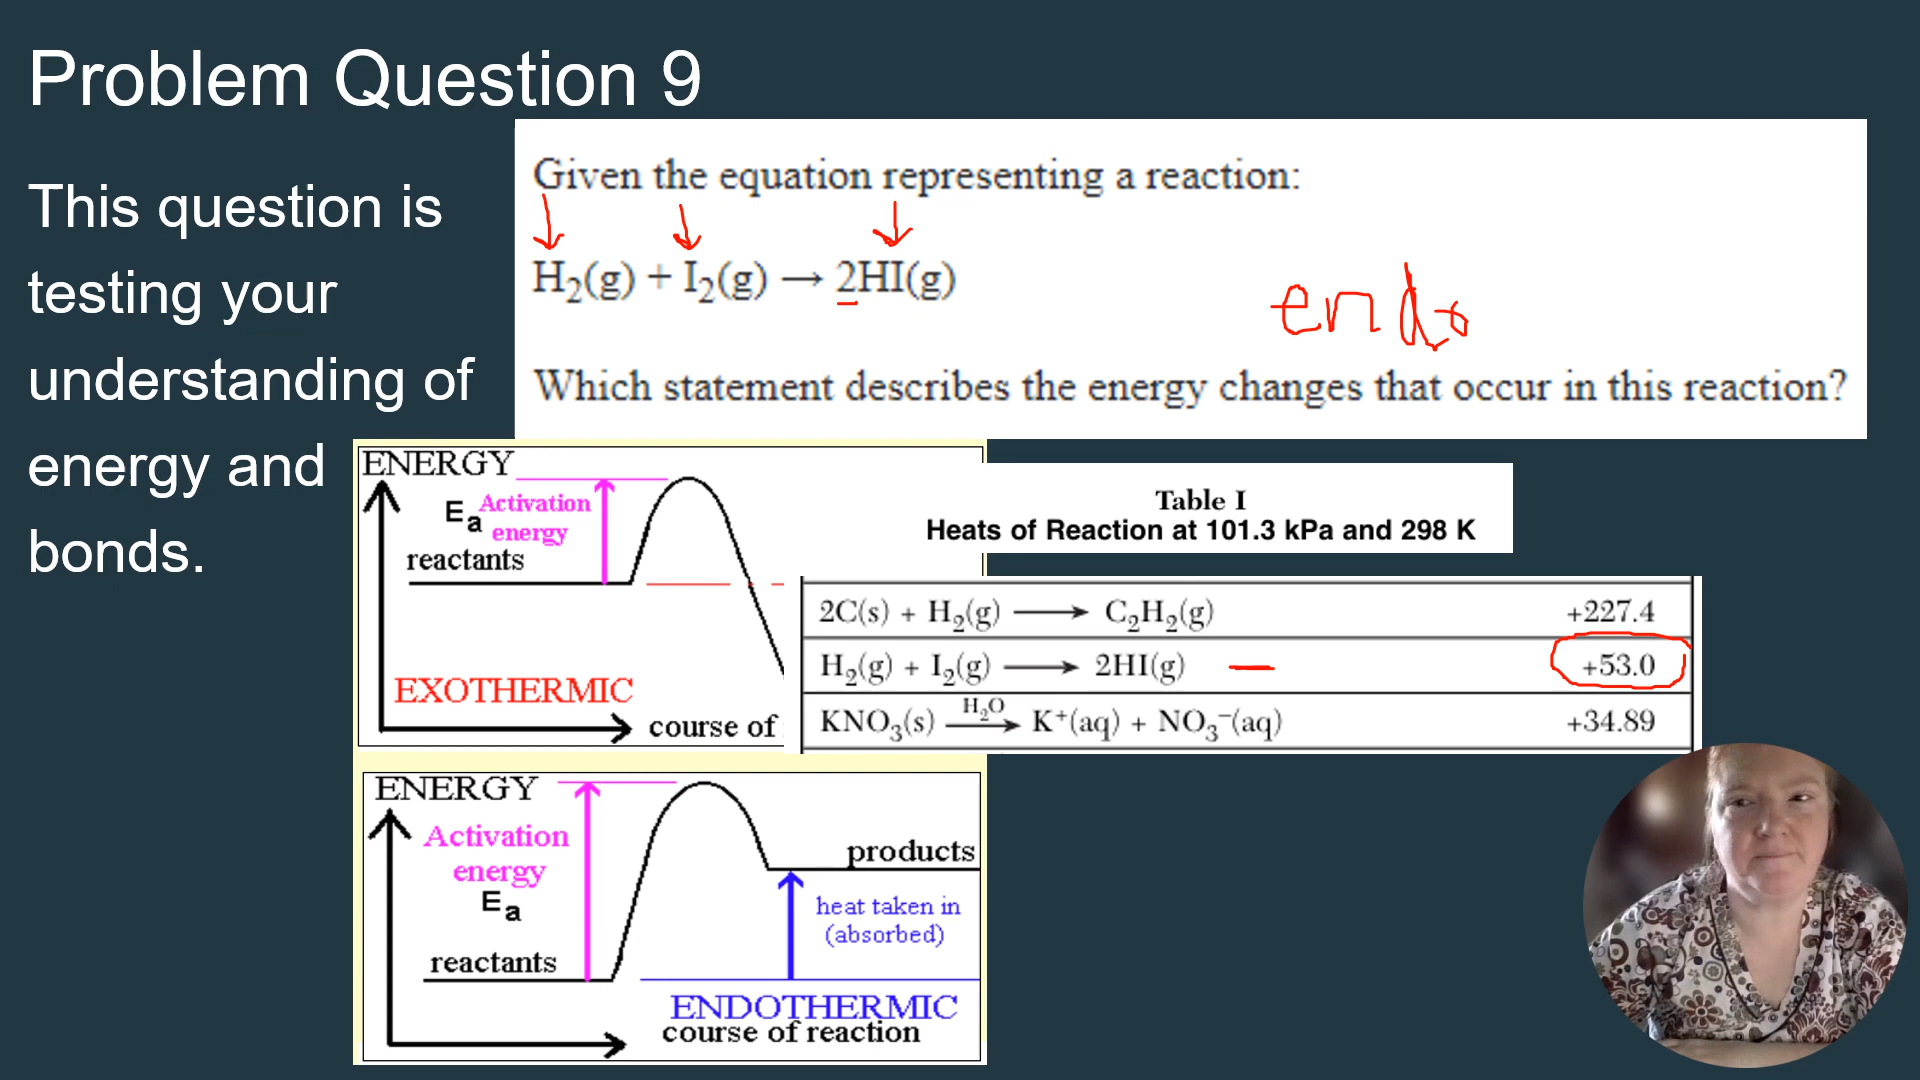 Problem Question 9
This question is
testing your
understanding of
energy and
bonds.
Given the equation representing a reaction:
H₂(g) + I₂(g) → 2HI(g)
endo
Which statement describes the energy changes that occur in this reaction?
ENERGY
Eₐ Activation
energy
reactants
EXOTHERMIC
course of
Table I
Heats of Reaction at 101.3 kPa and 298 K
2C(s) + H₂(g) ⟶ C₂H₂(g) +227.4
H₂(g) + I₂(g) ⟶ 2HI(g) +53.0
KNO₃(s) —H₂O→ K⁺(aq) + NO₃⁻(aq) +34.89
ENERGY
Activation
energy
Eₐ
products
heat taken in
(absorbed)
reactants
ENDOTHERMIC
course of reaction